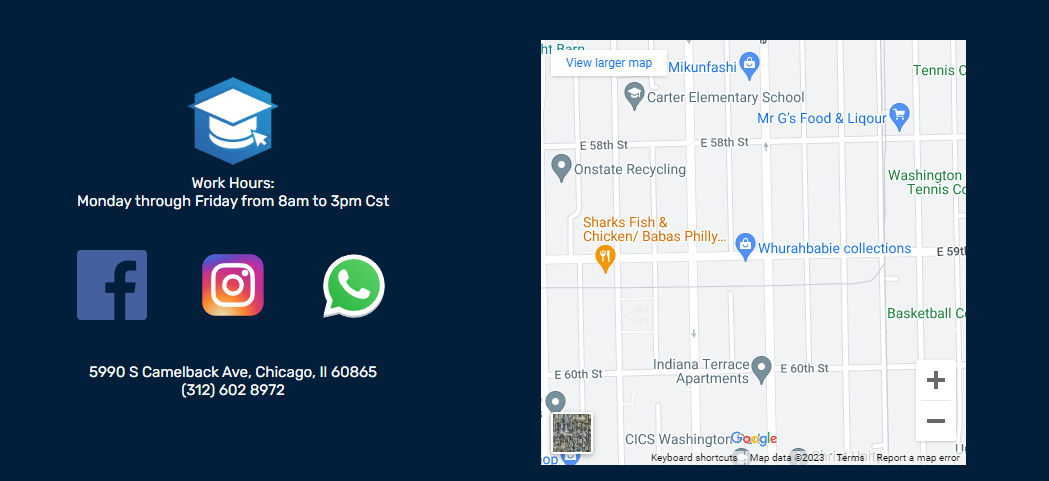 Work Hours:
Monday through Friday from 8am to 3pm Cst
5990 S Camelback Ave, Chicago, Il 60865
(312) 602 8972
ht Barn
View larger map
Mikunfashi
Tennis C
Carter Elementary School
Mr G's Food & Liqour
E 58th St
E 58th St
Onstate Recycling
Washington
Tennis Co
Sharks Fish &
Chicken/ Babas Philly...
Whurahbabie collections
E 59th
Basketball C
Indiana Terrace
Apartments
E 60th St
E 60th St
CICS Washington
Google
op
Keyboard shortcuts
Map data ©2023
Terms
Report a map error